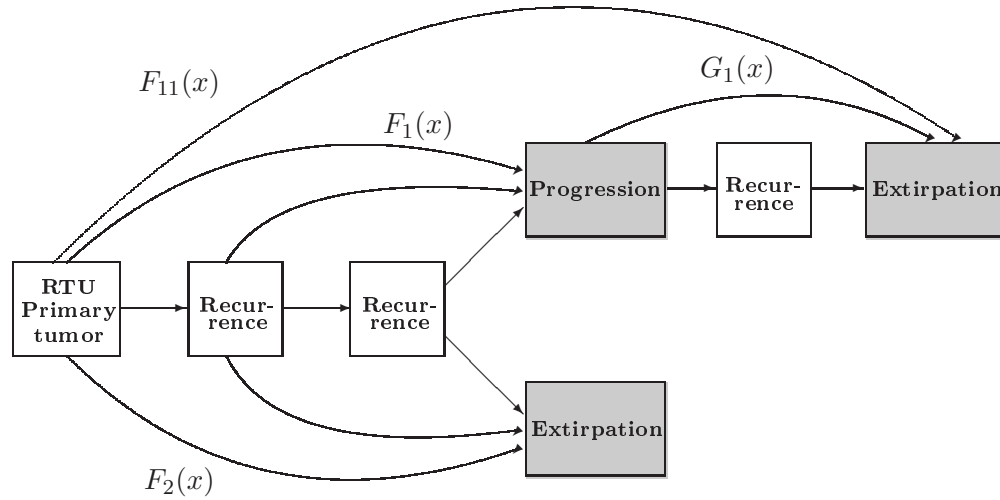 F₁₁(x)
G₁(x)
F₁(x)
Progression
Recur-
rence
Extirpation
RTU
Primary
tumor
Recur-
rence
Recur-
rence
Extirpation
F₂(x)